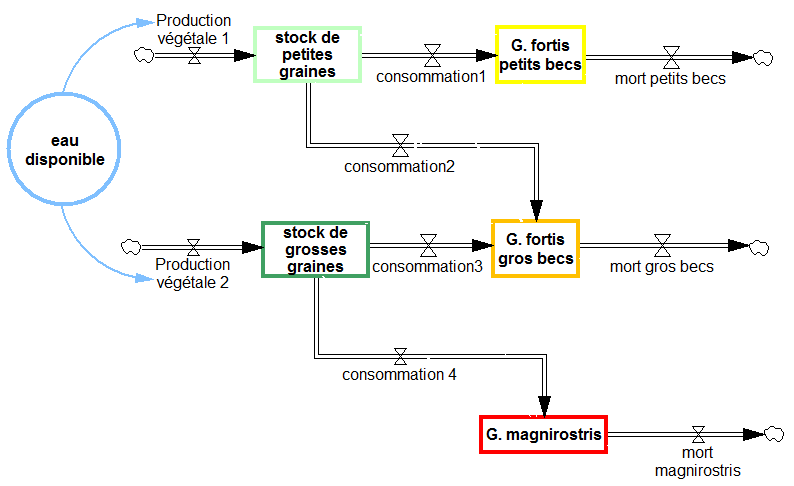 Production
végétale 1
stock de
petites
graines
consommation1
G. fortis
petits becs
mort petits becs
eau
disponible
consommation2
Production
végétale 2
stock de
grosses
graines
consommation3
G. fortis
gros becs
mort gros becs
consommation 4
G. magnirostris
mort
magnirostris